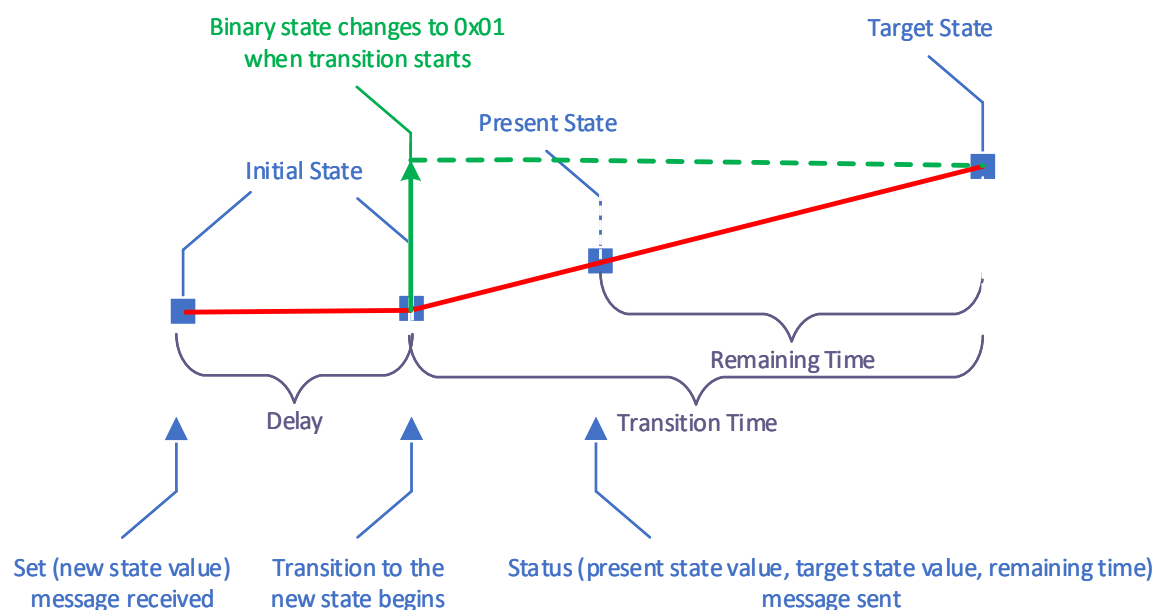 Binary state changes to 0x01
when transition starts
Target State
Present State
Initial State
Remaining Time
Delay
Transition Time
Set (new state value)
message received
Transition to the
new state begins
Status (present state value, target state value, remaining time)
message sent